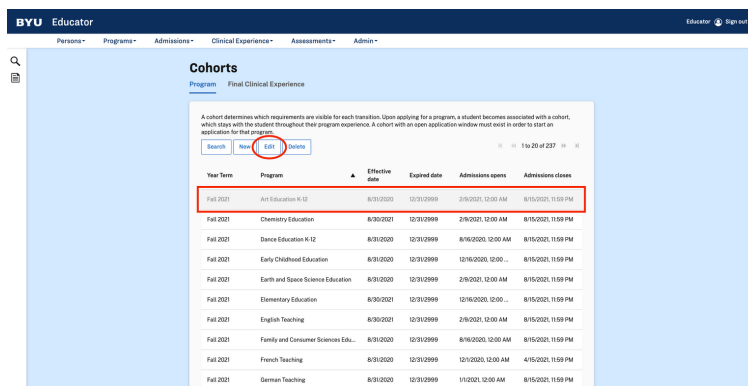 BYU Educator
Educator Sign out
Persons Programs Admissions Clinical Experience Assessments Admin
Cohorts
Program Final Clinical Experience
A cohort determines which requirements are visible for each transition. Upon applying for a program, a student becomes associated with a cohort,
which stays with the student throughout their program experience. A cohort with an open application window must exist in order to start an
application for that program.
Search New Edit Delete 1 to 20 of 237
Year Term Program Effective date Expired date Admissions opens Admissions closes
Fall 2021 Art Education K-12 8/31/2020 12/31/2999 2/9/2021, 12:00 AM 8/15/2021, 11:59 PM
Fall 2021 Chemistry Education 8/30/2021 12/31/2999 2/9/2021, 12:00 AM 8/15/2021, 11:59 PM
Fall 2021 Dance Education K-12 8/31/2020 12/31/2999 8/16/2020, 12:00 AM 8/15/2021, 11:59 PM
Fall 2021 Early Childhood Education 8/31/2020 12/31/2999 12/16/2020, 12:00 ... 8/15/2021, 11:59 PM
Fall 2021 Earth and Space Science Education 8/31/2020 12/31/2999 2/9/2021, 12:00 AM 8/15/2021, 11:59 PM
Fall 2021 Elementary Education 8/30/2021 12/31/2999 12/16/2020, 12:00 ... 8/15/2021, 11:59 PM
Fall 2021 English Teaching 8/30/2021 12/31/2999 2/9/2021, 12:00 AM 8/15/2021, 11:59 PM
Fall 2021 Family and Consumer Sciences Edu... 8/31/2020 12/31/2999 8/16/2020, 12:00 AM 8/15/2021, 11:59 PM
Fall 2021 French Teaching 8/31/2020 12/31/2999 12/1/2020, 12:00 AM 4/15/2021, 11:59 PM
Fall 2021 German Teaching 8/31/2020 12/31/2999 1/1/2021, 12:00 AM 8/15/2021, 11:59 PM